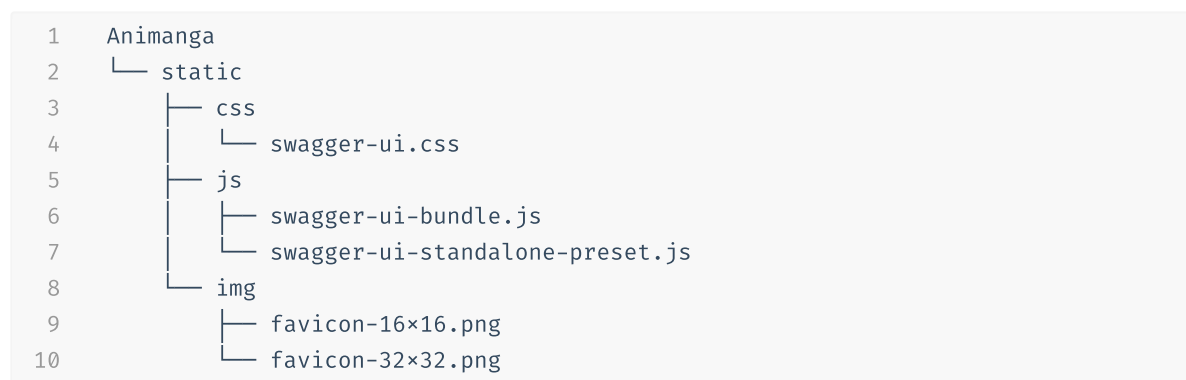 1 Animanga
2 └── static
3     ├── css
4     │   └── swagger-ui.css
5     ├── js
6     │   ├── swagger-ui-bundle.js
7     │   └── swagger-ui-standalone-preset.js
8     └── img
9         ├── favicon-16×16.png
10         └── favicon-32×32.png